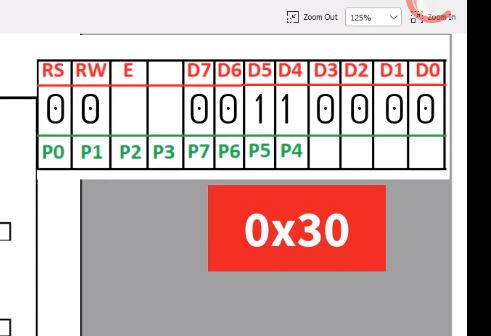 Zoom Out 125% Zoom In
RS RW E D7 D6 D5 D4 D3 D2 D1 D0
0 0 0 0 1 1 0 0 0 0
P0 P1 P2 P3 P7 P6 P5 P4
0x30